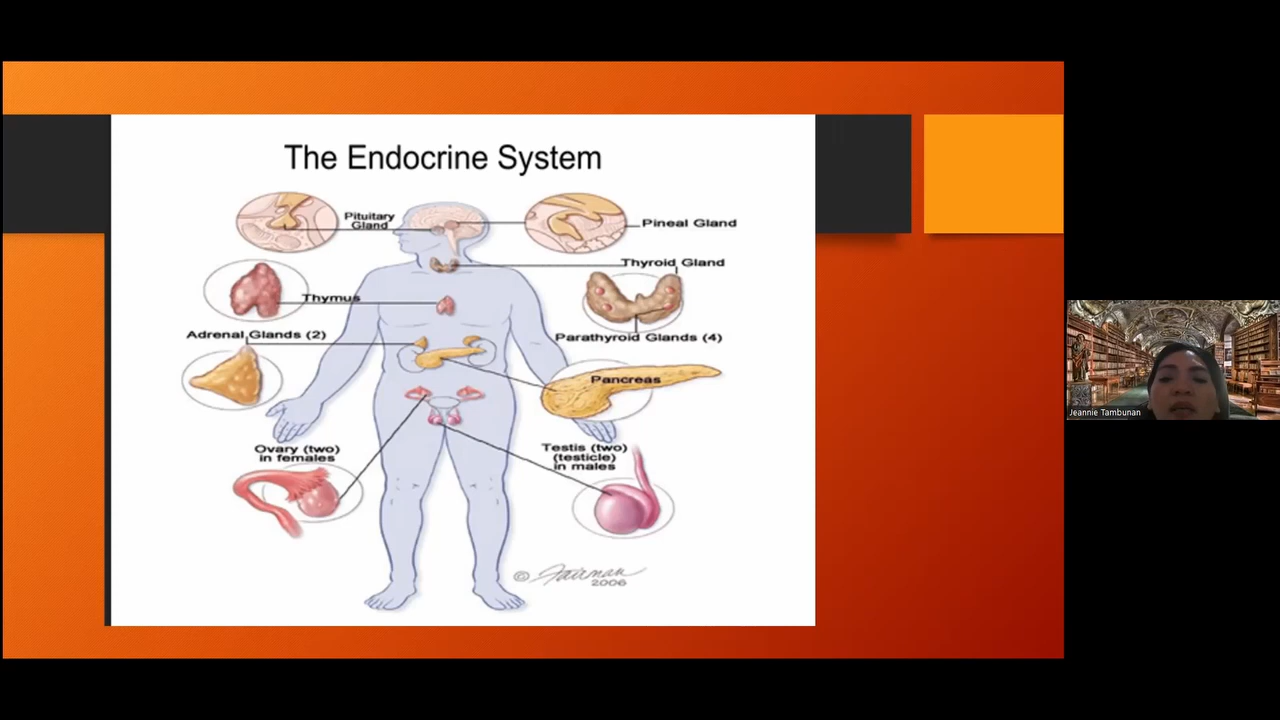 The Endocrine System
Pituitary
Gland
Pineal Gland
Thyroid Gland
Thymus
Adrenal Glands (2)
Parathyroid Glands (4)
Pancreas
Ovary (two)
in females
Testis (two)
(testicle)
in males
© Fairman
2006
Jeannie Tambunan